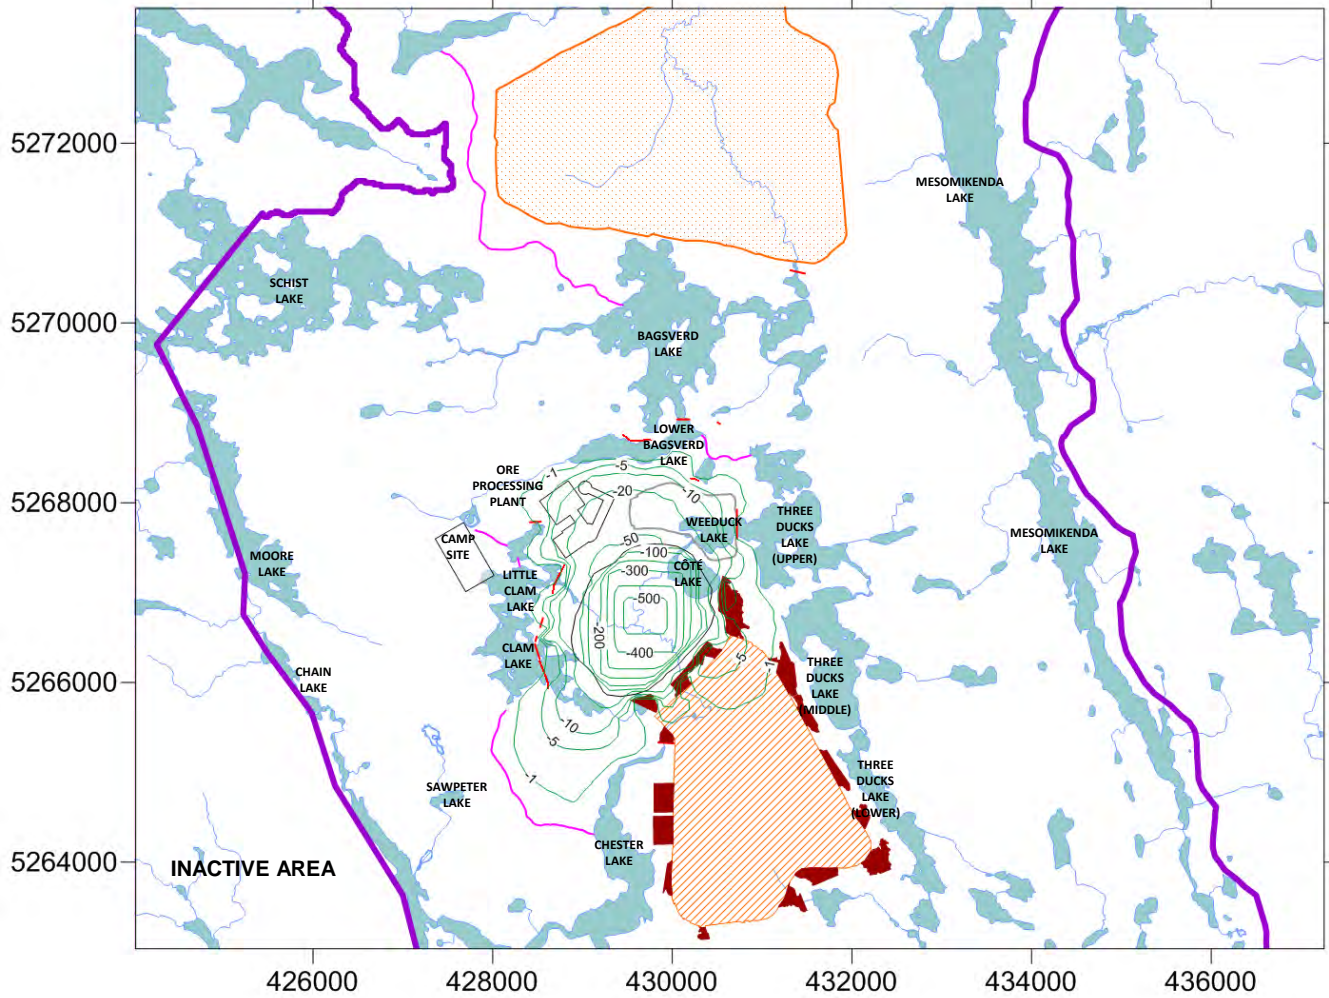 5272000
5270000
5268000
5266000
5264000
MESOMIKENDA
LAKE
SCHIST
LAKE
BAGSVERD
LAKE
LOWER
BAGSVERD
LAKE
-1
-5
ORE
PROCESSING
PLANT
-20
-10
WEEDUCK
LAKE
THREE
DUCKS
LAKE
(UPPER)
MESOMIKENDA
LAKE
CAMP
SITE
-50
-100
-300
CÔTÉ
LAKE
MOORE
LAKE
LITTLE
CLAM
LAKE
-500
-200
-400
CLAM
LAKE
-5
-1
CHAIN
LAKE
THREE
DUCKS
LAKE
(MIDDLE)
-10
-5
-1
SAWPETER
LAKE
THREE
DUCKS
LAKE
(LOWER)
CHESTER
LAKE
INACTIVE AREA
426000
428000
430000
432000
434000
436000